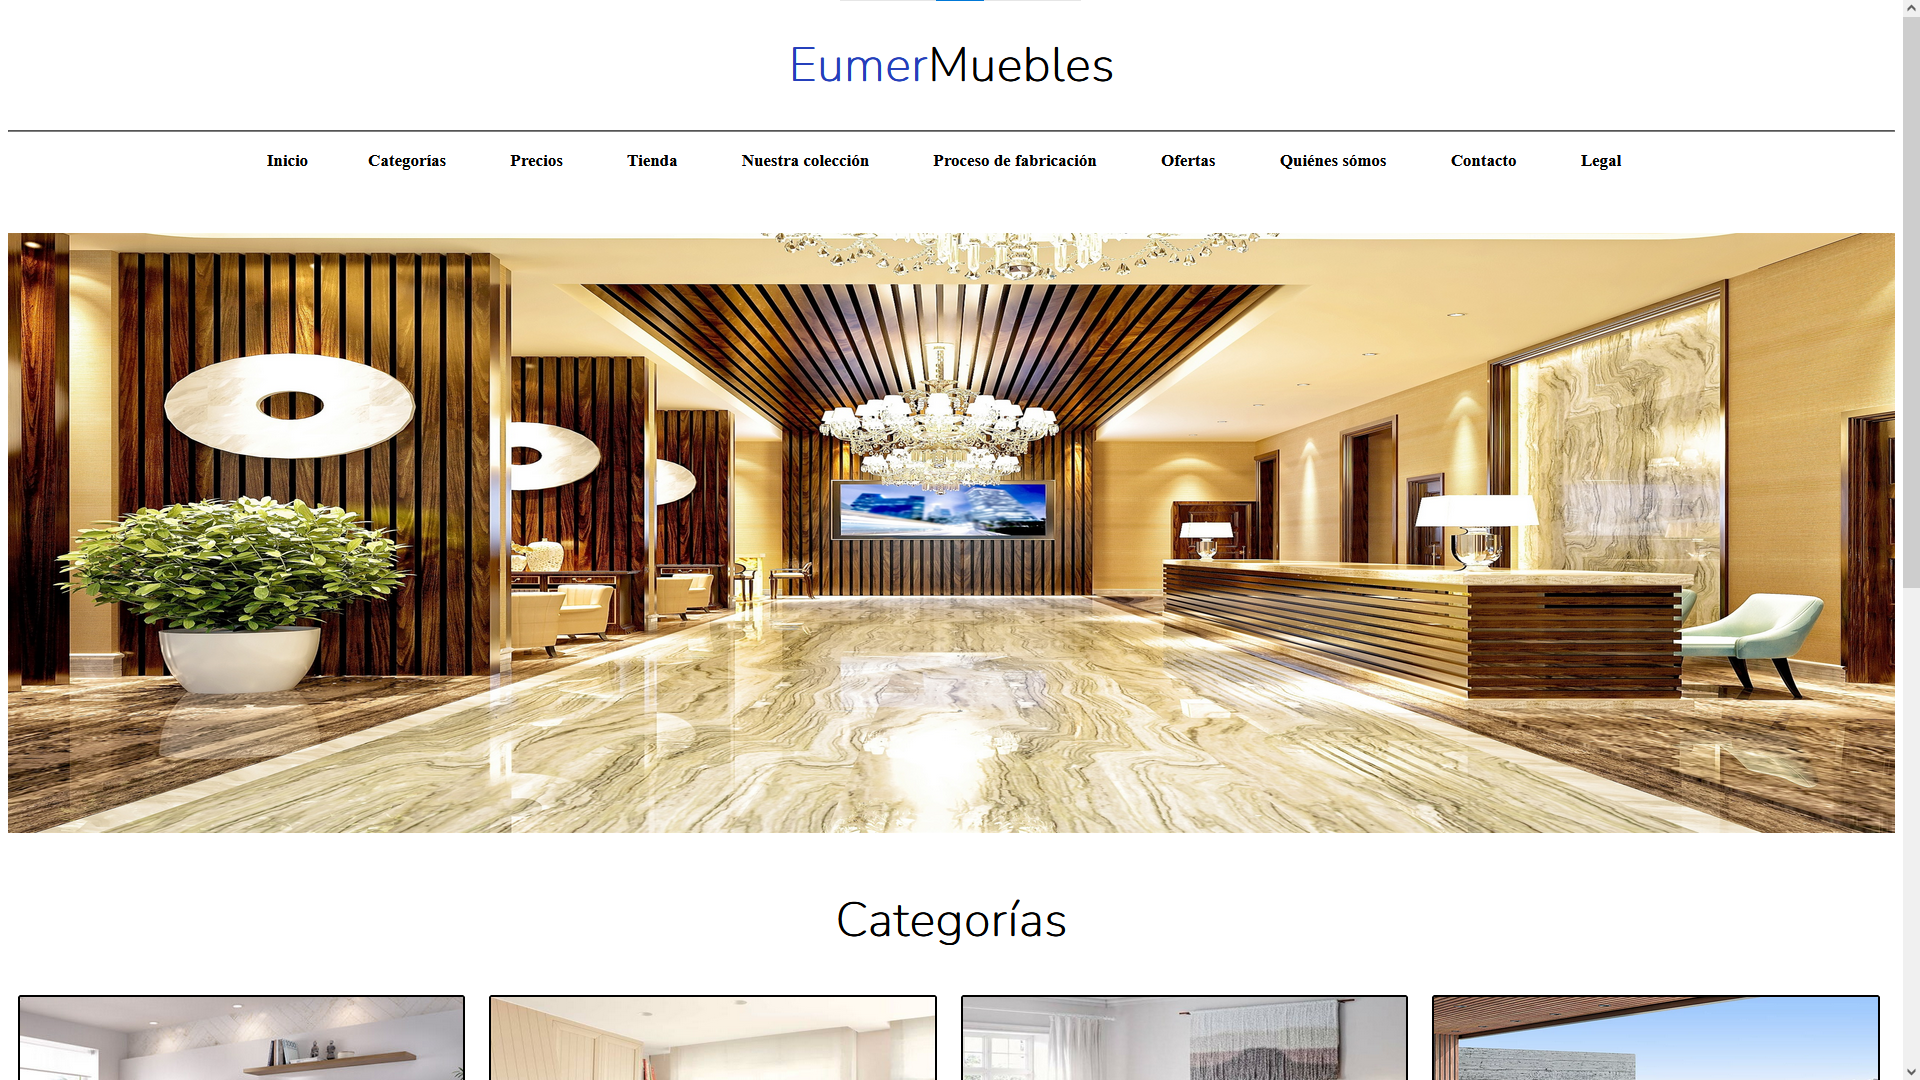 EumerMuebles
Inicio Categorías Precios Tienda Nuestra colección Proceso de fabricación Ofertas Quiénes sómos Contacto Legal
Categorías